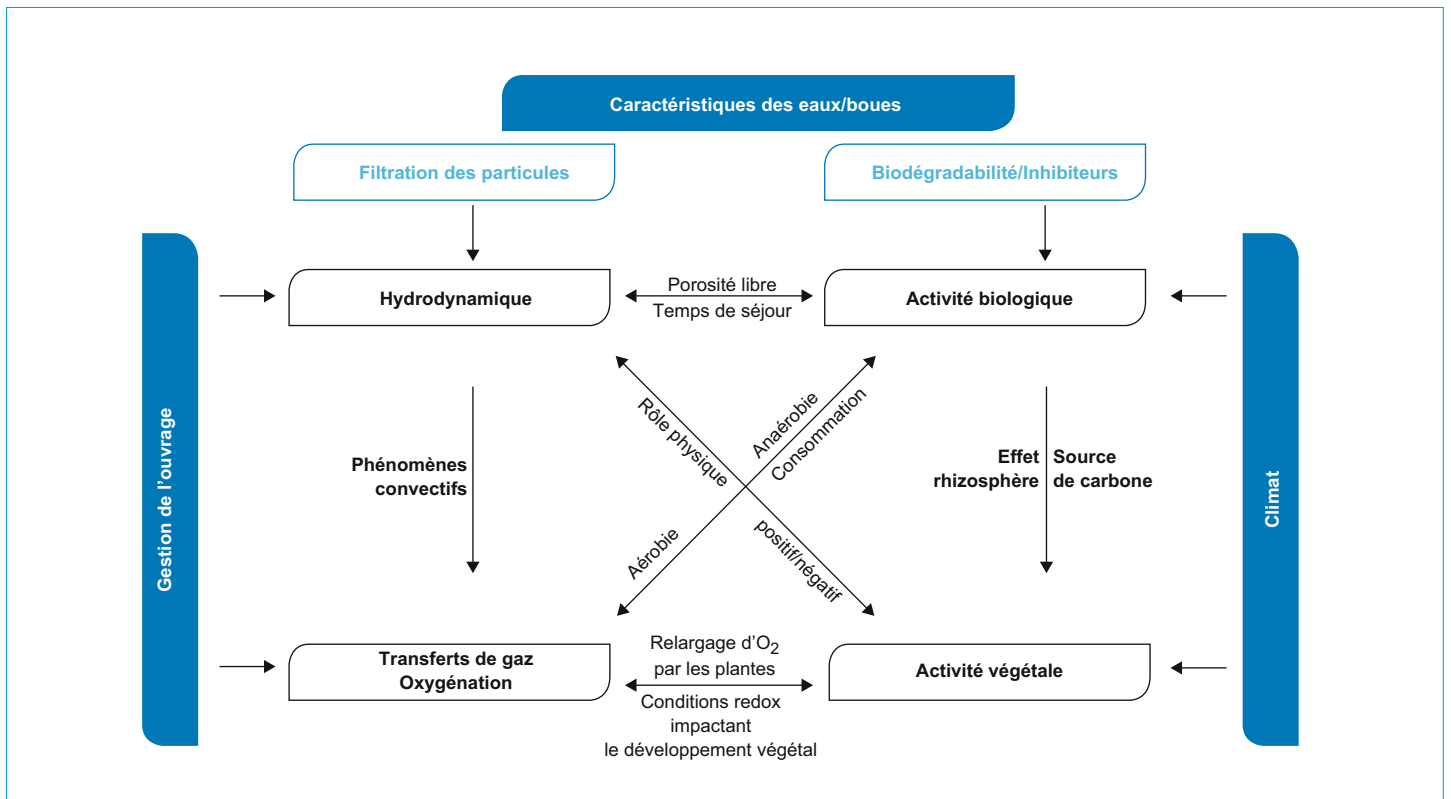 Caractéristiques des eaux/boues
Filtration des particules
Biodégradabilité/Inhibiteurs
Gestion de l'ouvrage
Hydrodynamique
Porosité libre
Temps de séjour
Activité biologique
Climat
Phénomènes
convectifs
Rôle physique
positif/négatif
Anaérobie
Consommation
Aérobie
Effet
rhizosphère
Source
de carbone
Transferts de gaz
Oxygénation
Relargage d'O2
par les plantes
Conditions redox
impactant
le développement végétal
Activité végétale